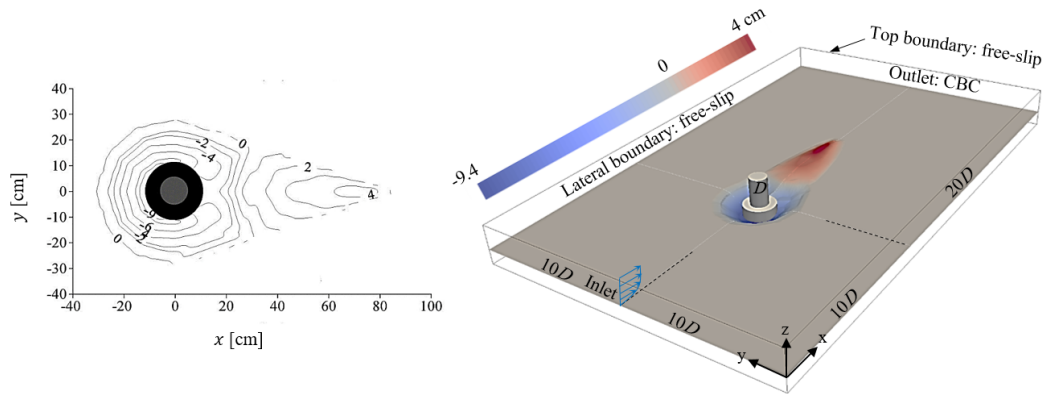 40
30
20
10
0
-10
-20
-30
-40
y [cm]
-40
-20
0
20
40
60
80
100
x [cm]
0
-2
-4
2
4
-9
-6
0
4 cm
0
-9.4
Top boundary: free-slip
Outlet: CBC
Lateral boundary: free-slip
D
20D
10D
Inlet
10D
10D
z
x
y